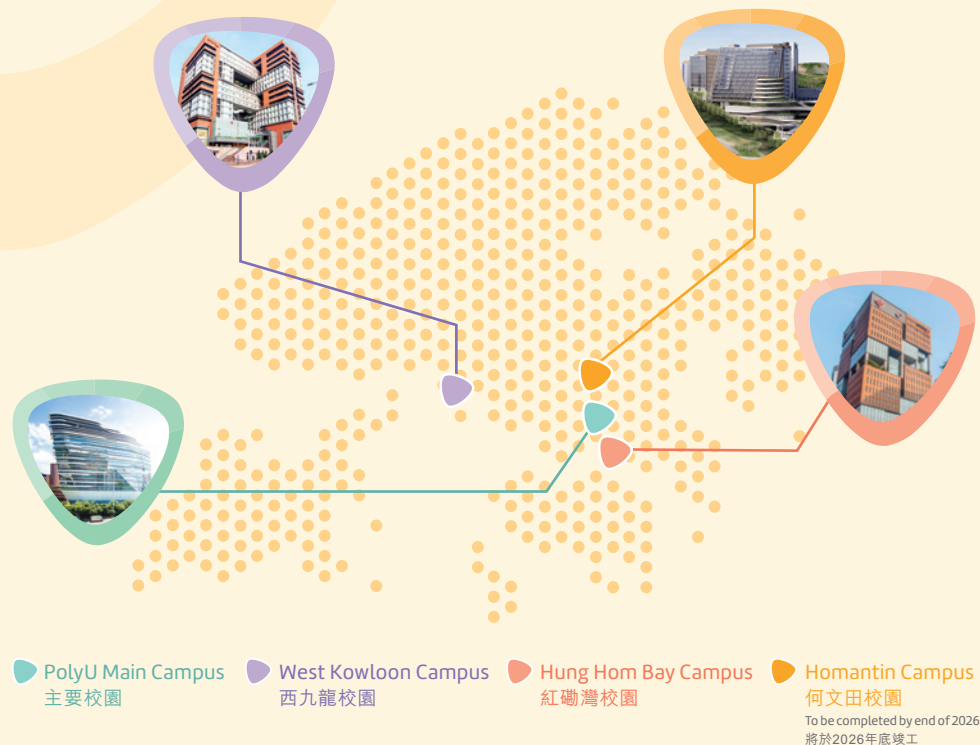 PolyU Main Campus
主要校園
West Kowloon Campus
西九龍校園
Hung Hom Bay Campus
紅磡灣校園
Homantin Campus
何文田校園
To be completed by end of 2026
將於2026年底竣工